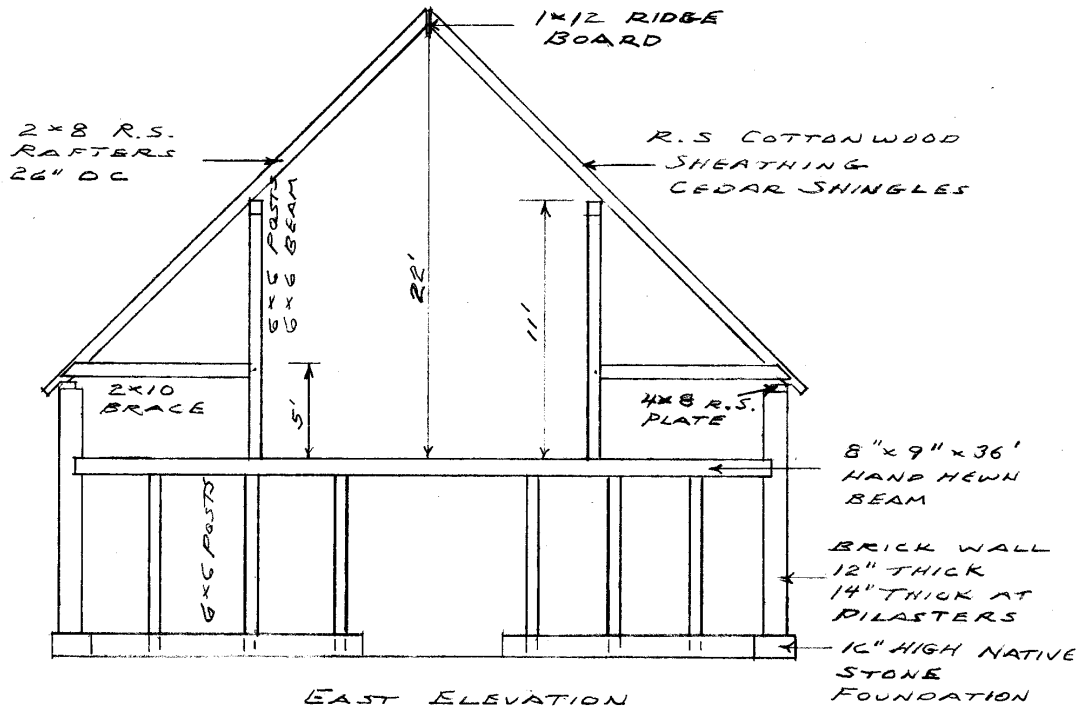 1×12 RIDGE
BOARD
2×8 R.S.
RAFTERS
26" OC
R.S COTTONWOOD
SHEATHING
CEDAR SHINGLES
6×6 POSTS
6×6 BEAM
22'
11'
2×10
BRACE
5'
4×8 R.S.
PLATE
8"×9"×36'
HAND HEWN
BEAM
6×6 POSTS
BRICK WALL
12" THICK
14" THICK AT
PILASTERS
16" HIGH NATIVE
STONE
FOUNDATION
EAST ELEVATION